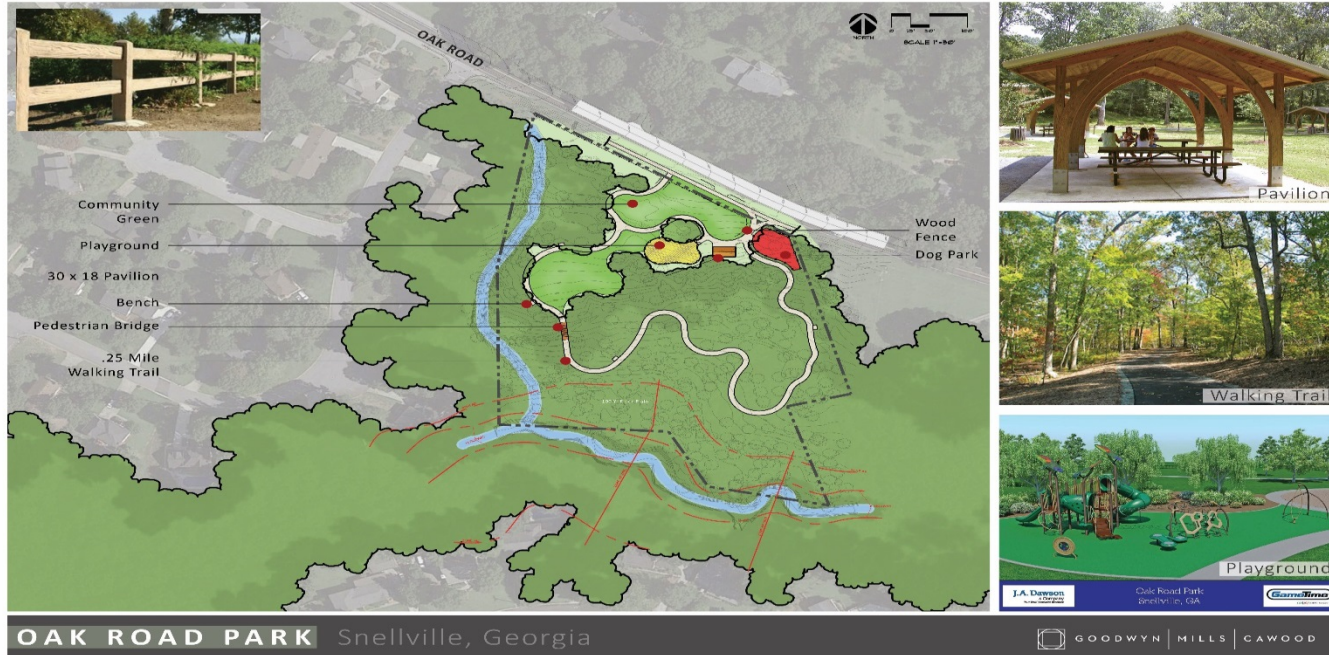 OAK ROAD
NORTH
SCALE 1"=50'
Community
Green
Playground
30 x 18 Pavilion
Bench
Pedestrian Bridge
.25 Mile
Walking Trail
Wood
Fence
Dog Park
Pavilion
Walking Trail
Playground
J.A. Dawson
Oak Road Park
Snellville, GA
GameTime
OAK ROAD PARK Snellville, Georgia
GOODWYN | MILLS | CAWOOD